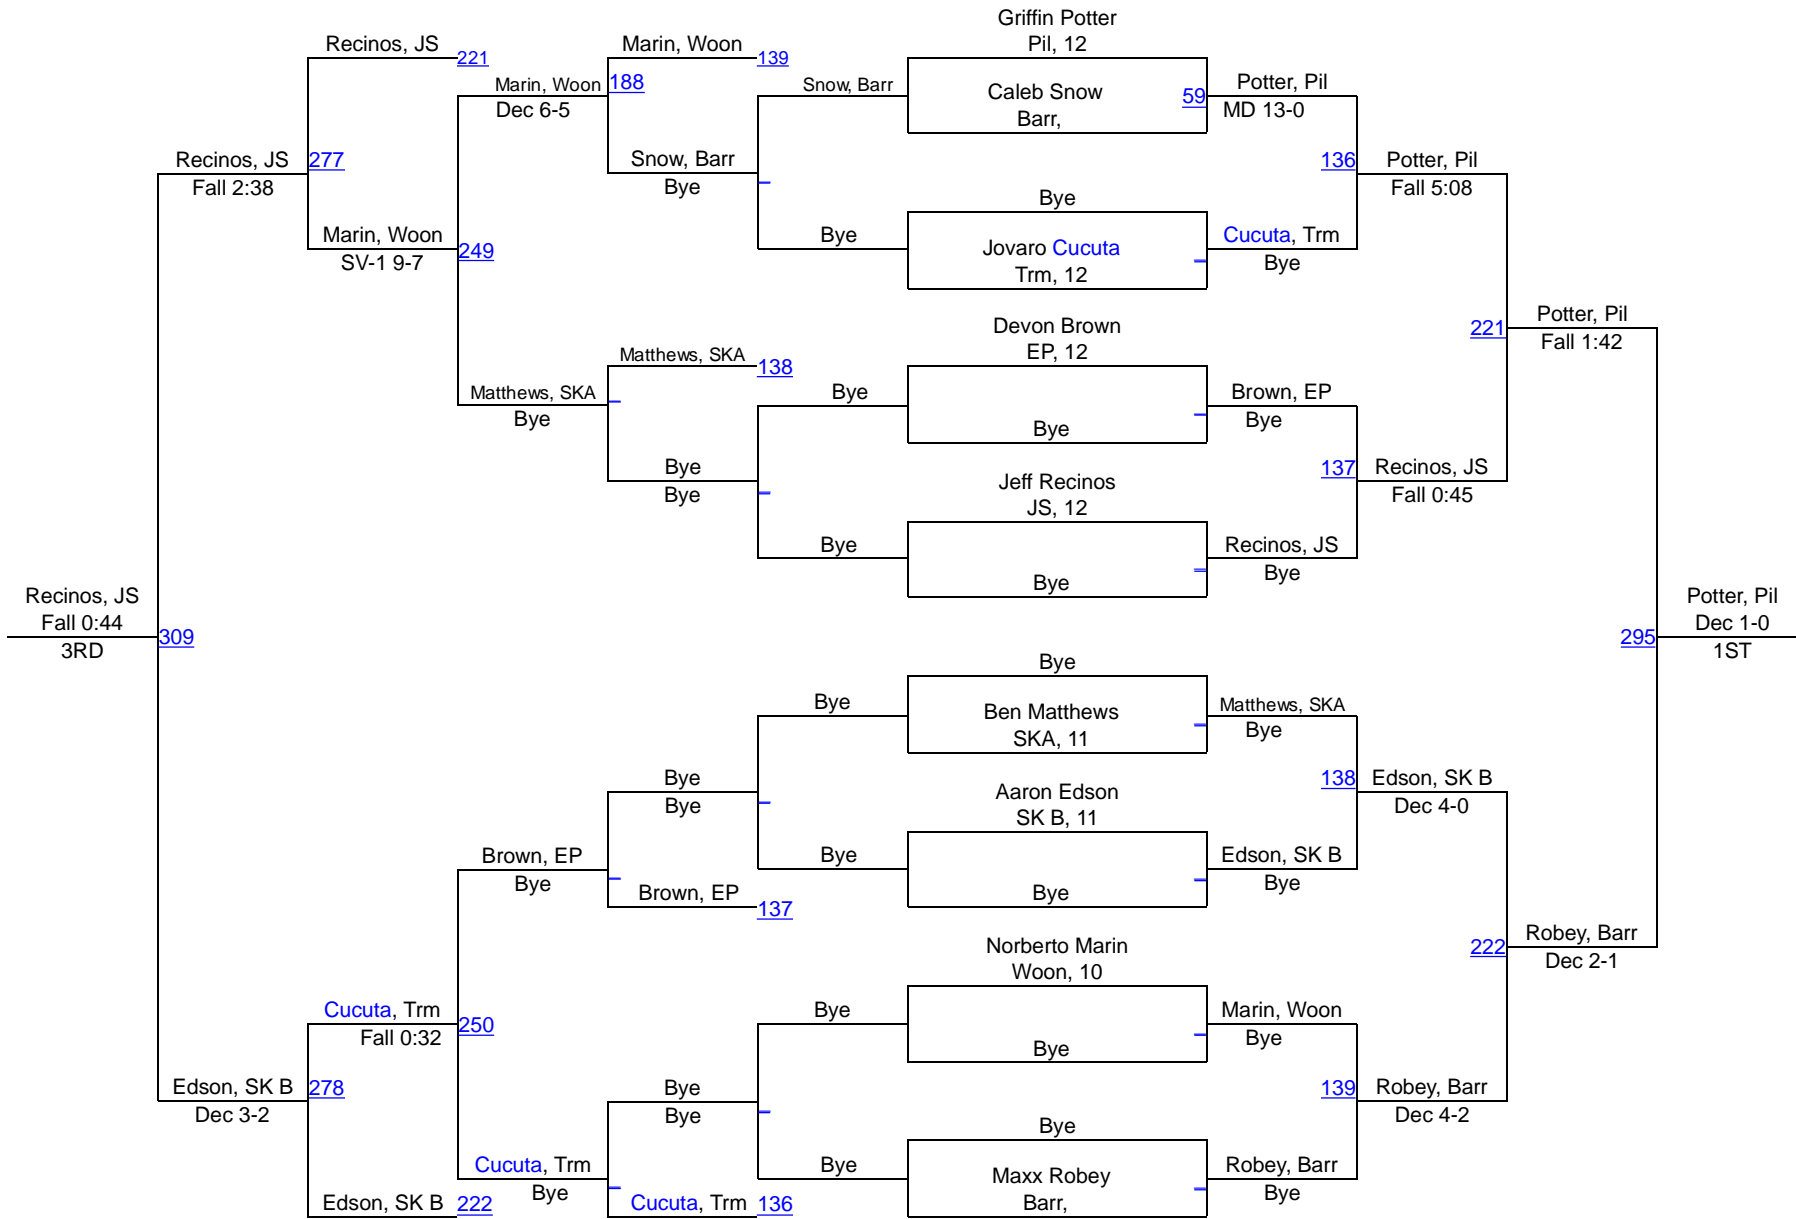 Griffin Potter
Recinos, JS
221
Marin, Woon
139
Pil, 12
Marin, Woon
188
Snow, Barr
Caleb Snow
59
Potter, Pil
Dec 6-5
Barr,
MD 13-0
Recinos, JS
277
Snow, Barr
136
Potter, Pil
Fall 2:38
Bye
Fall 5:08
Bye
Marin, Woon
249
Bye
Jovaro Cucuta
Cucuta, Trm
SV-1 9-7
Trm, 12
Bye
Devon Brown
221
Potter, Pil
Matthews, SKA
138
EP, 12
Fall 1:42
Matthews, SKA
Bye
Brown, EP
Bye
Bye
Bye
Bye
Bye
137
Recinos, JS
Bye
Jeff Recinos
Fall 0:45
JS, 12
Bye
Recinos, JS
Bye
Bye
Recinos, JS
Potter, Pil
Fall 0:44
309
295
Dec 1-0
3RD
1ST
Bye
Bye
Ben Matthews
Matthews, SKA
SKA, 11
Bye
Bye
Aaron Edson
138
Edson, SK B
Bye
SK B, 11
Dec 4-0
Brown, EP
Bye
Edson, SK B
Bye
Brown, EP
137
Bye
Bye
Norberto Marin
222
Robey, Barr
Woon, 10
Dec 2-1
Cucuta, Trm
250
Bye
Marin, Woon
Fall 0:32
Bye
Bye
Edson, SK B
278
Bye
139
Robey, Barr
Dec 3-2
Bye
Bye
Dec 4-2
Cucuta, Trm
Bye
Maxx Robey
Robey, Barr
Bye
Barr,
Bye
Edson, SK B
222
Cucuta, Trm
136